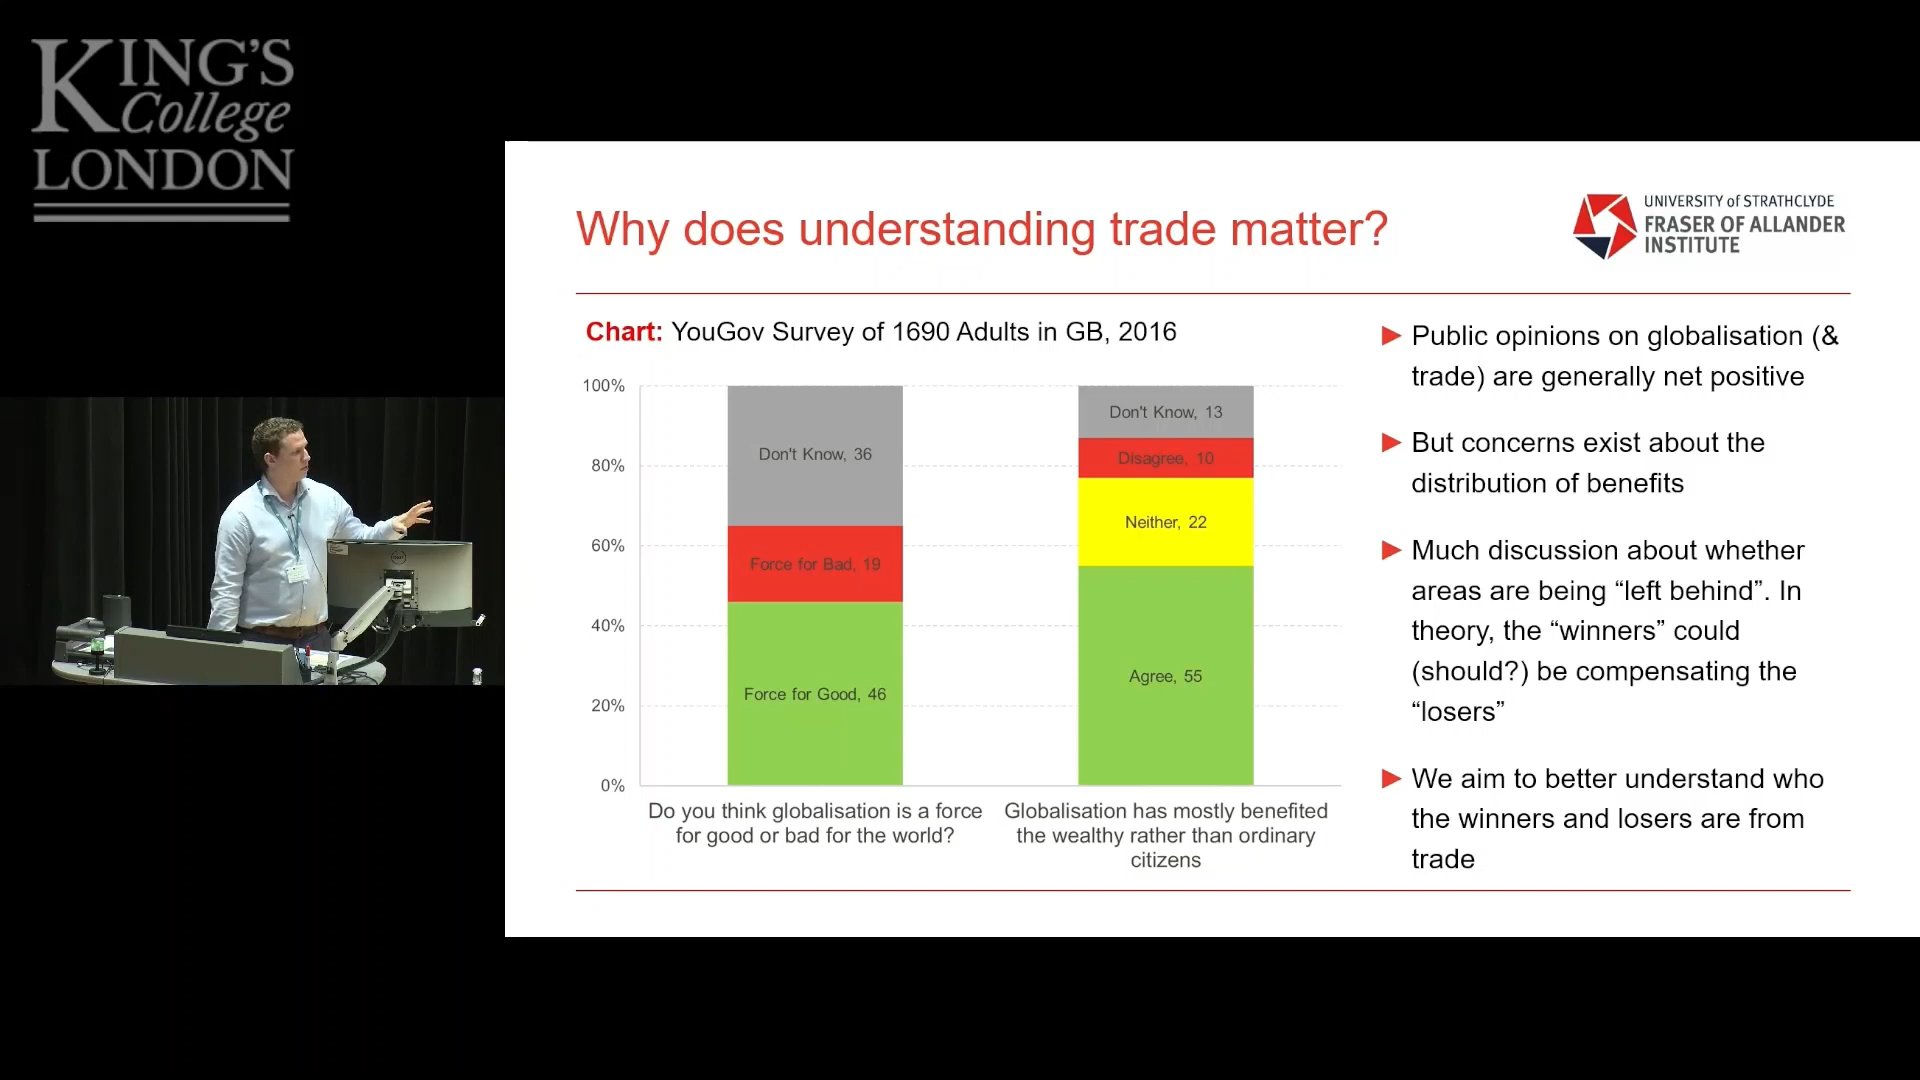 KING'S
College
LONDON
Why does understanding trade matter?
UNIVERSITY of STRATHCLYDE
FRASER OF ALLANDER
INSTITUTE
Chart: YouGov Survey of 1690 Adults in GB, 2016
100%
80%
60%
40%
20%
0%
Don't Know, 36
Force for Bad, 19
Force for Good, 46
Don't Know, 13
Disagree, 10
Neither, 22
Agree, 55
Do you think globalisation is a force
for good or bad for the world?
Globalisation has mostly benefited
the wealthy rather than ordinary
citizens
► Public opinions on globalisation (&
trade) are generally net positive
► But concerns exist about the
distribution of benefits
► Much discussion about whether
areas are being “left behind”. In
theory, the “winners” could
(should?) be compensating the
“losers”
► We aim to better understand who
the winners and losers are from
trade